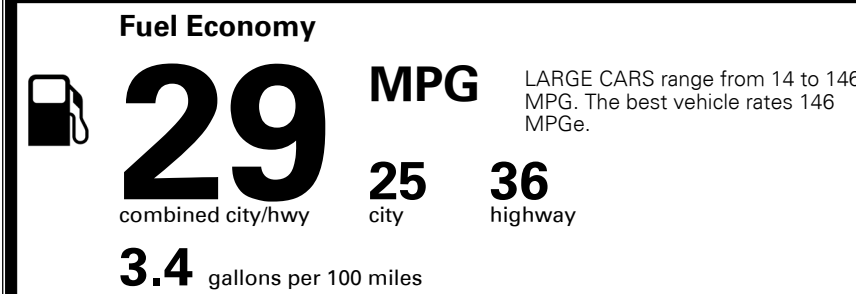 Fuel Economy
29 MPG
LARGE CARS range from 14 to 146
MPG. The best vehicle rates 146
MPGe.
combined city/hwy
25
city
36
highway
3.4 gallons per 100 miles